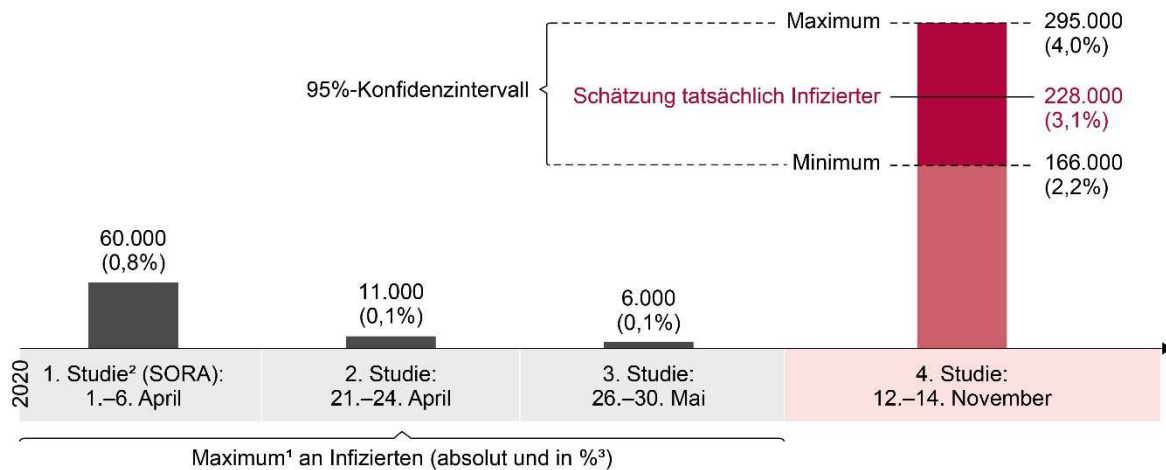 Maximum
295.000
(4,0%)
95%-Konfidenzintervall
Schätzung tatsächlich Infizierter
228.000
(3,1%)
Minimum
166.000
(2,2%)
60.000
(0,8%)
11.000
(0,1%)
6.000
(0,1%)
2020
1. Studie² (SORA):
1.–6. April
2. Studie:
21.–24. April
3. Studie:
26.–30. Mai
4. Studie:
12.–14. November
Maximum¹ an Infizierten (absolut und in %³)